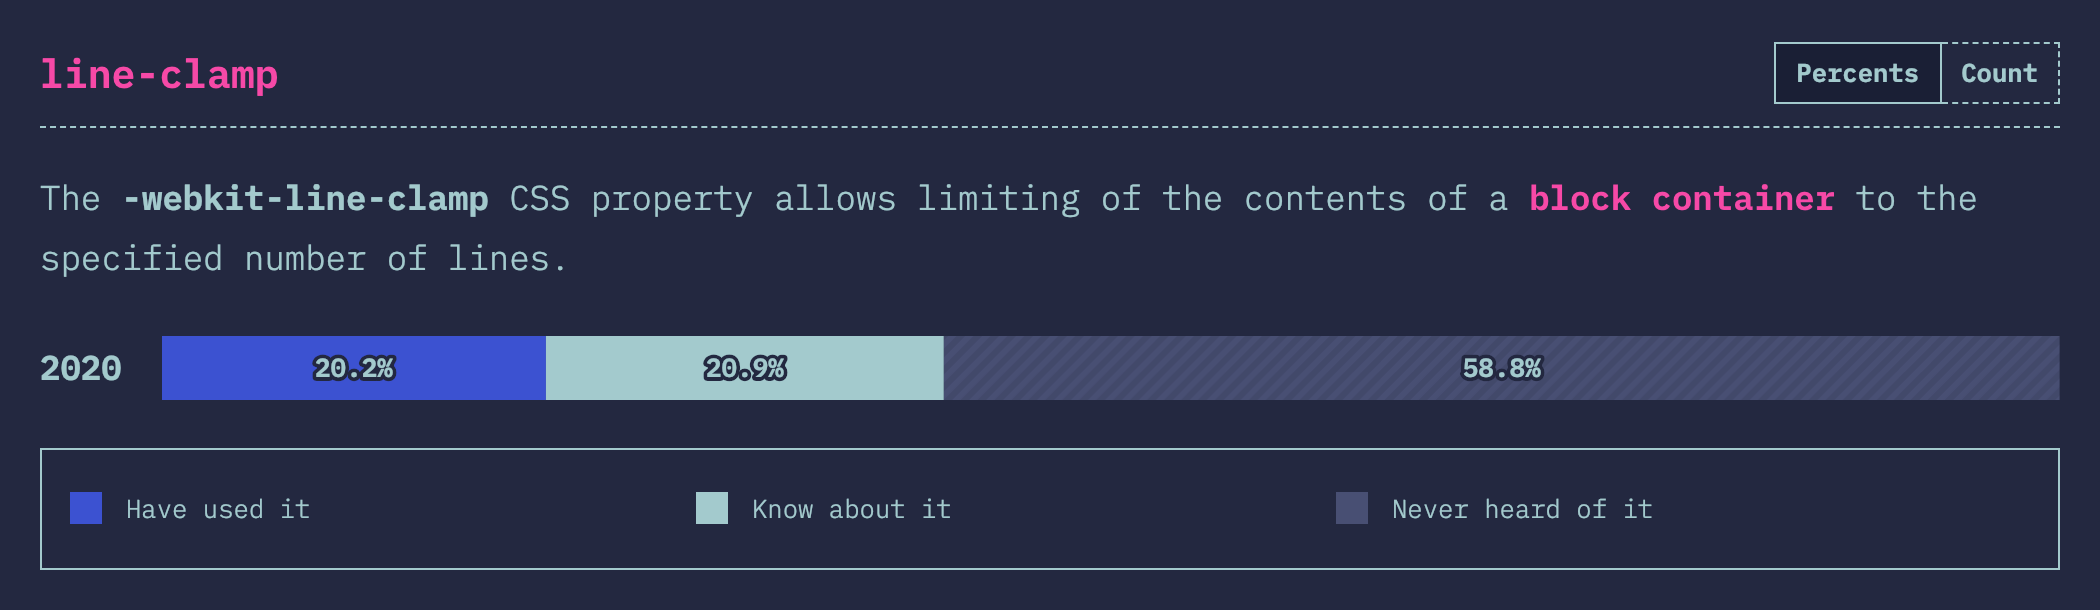 line-clamp
Percents Count
The -webkit-line-clamp CSS property allows limiting of the contents of a block container to the
specified number of lines.
2020 20.2% 20.9% 58.8%
Have used it Know about it Never heard of it